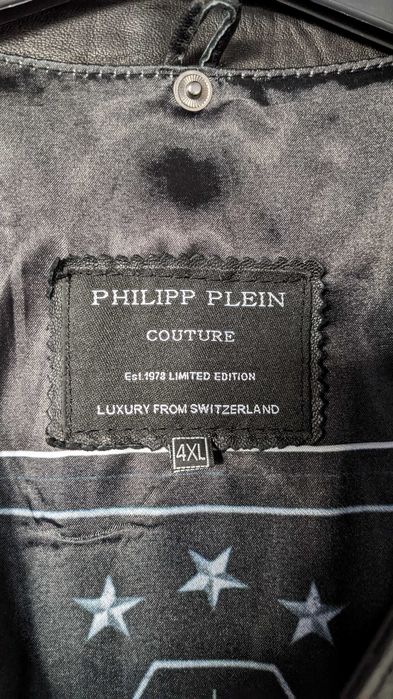 PHILIPP PLEIN
COUTURE
Est.1978 LIMITED EDITION
LUXURY FROM SWITZERLAND
4XL